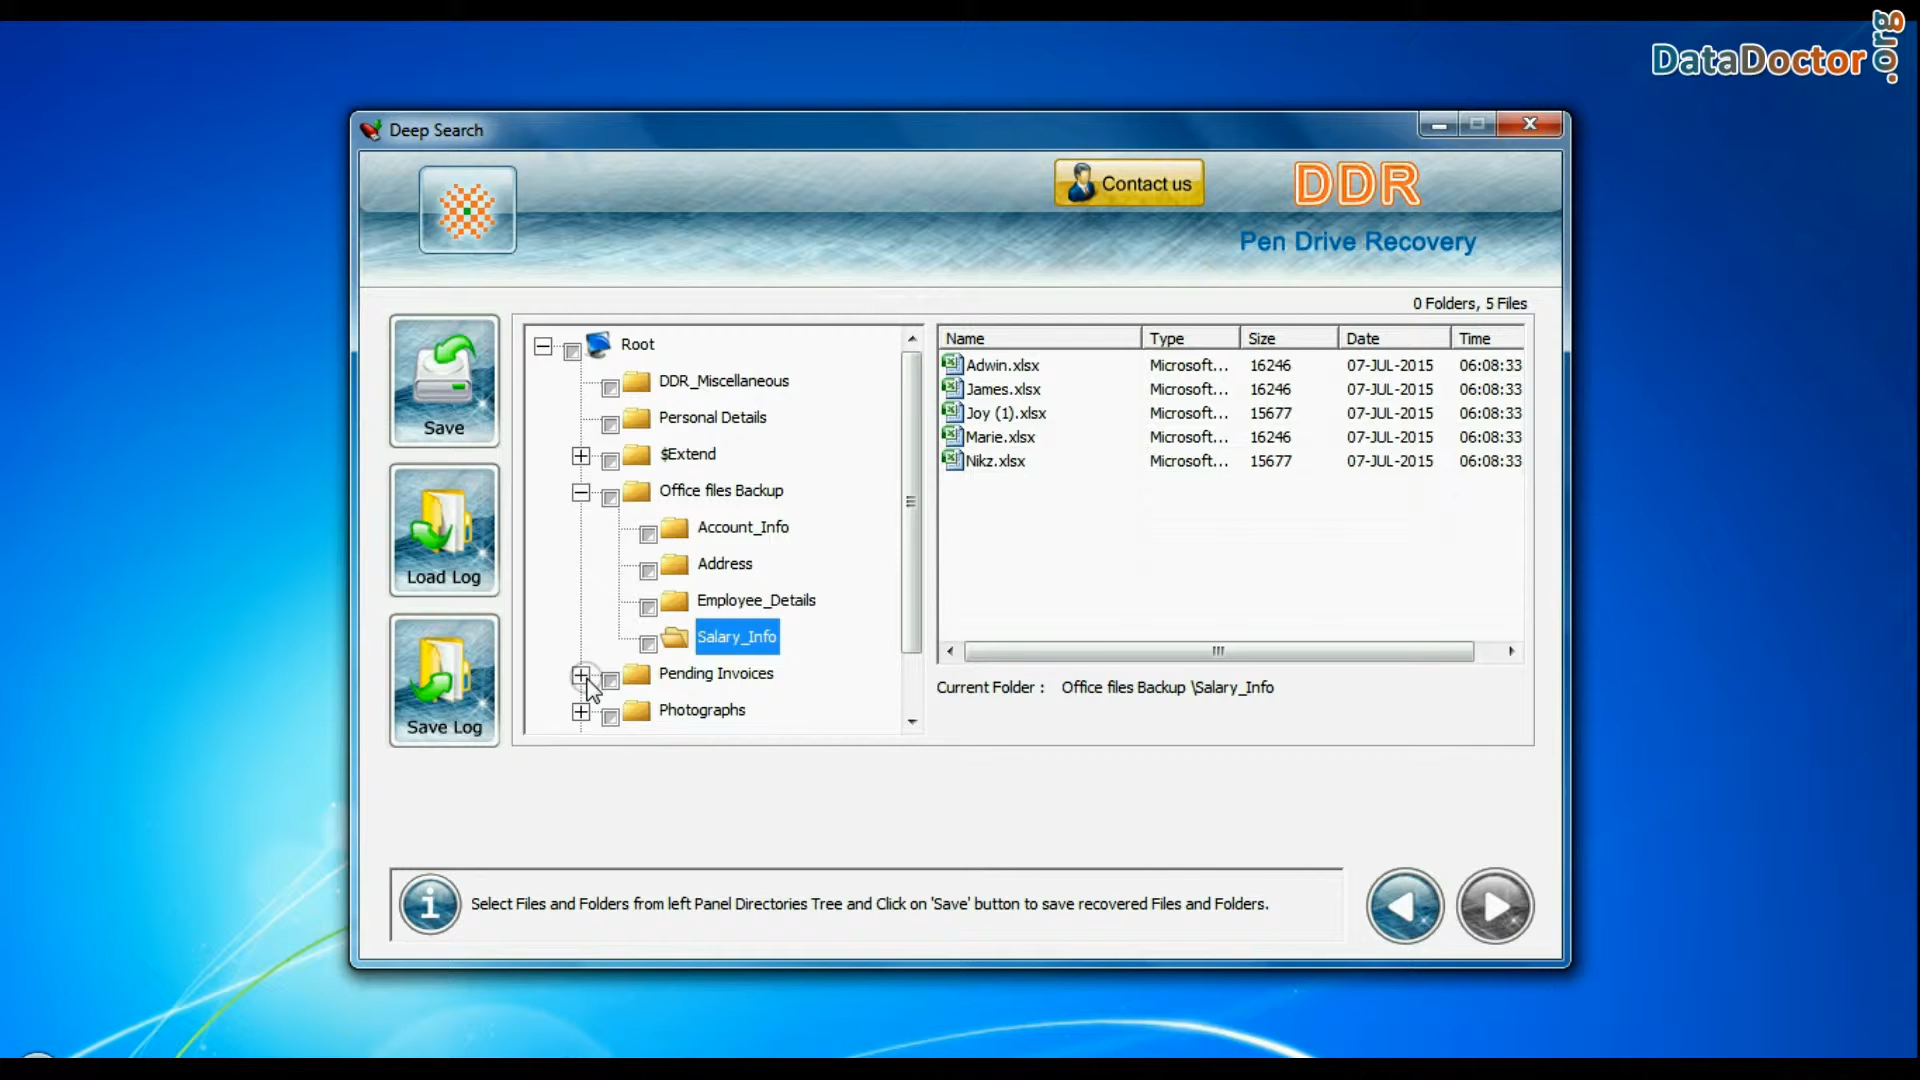 DataDoctor.org
Deep Search
Contact us
DDR
Pen Drive Recovery
0 Folders, 5 Files
Save
Load Log
Save Log
Root
DDR_Miscellaneous
Personal Details
$Extend
Office files Backup
Account_Info
Address
Employee_Details
Salary_Info
Pending Invoices
Photographs
Name Type Size Date Time
Adwin.xlsx Microsoft... 16246 07-JUL-2015 06:08:33
James.xlsx Microsoft... 16246 07-JUL-2015 06:08:33
Joy (1).xlsx Microsoft... 15677 07-JUL-2015 06:08:33
Marie.xlsx Microsoft... 16246 07-JUL-2015 06:08:33
Nikz.xlsx Microsoft... 15677 07-JUL-2015 06:08:33
Current Folder : Office files Backup \Salary_Info
Select Files and Folders from left Panel Directories Tree and Click on 'Save' button to save recovered Files and Folders.